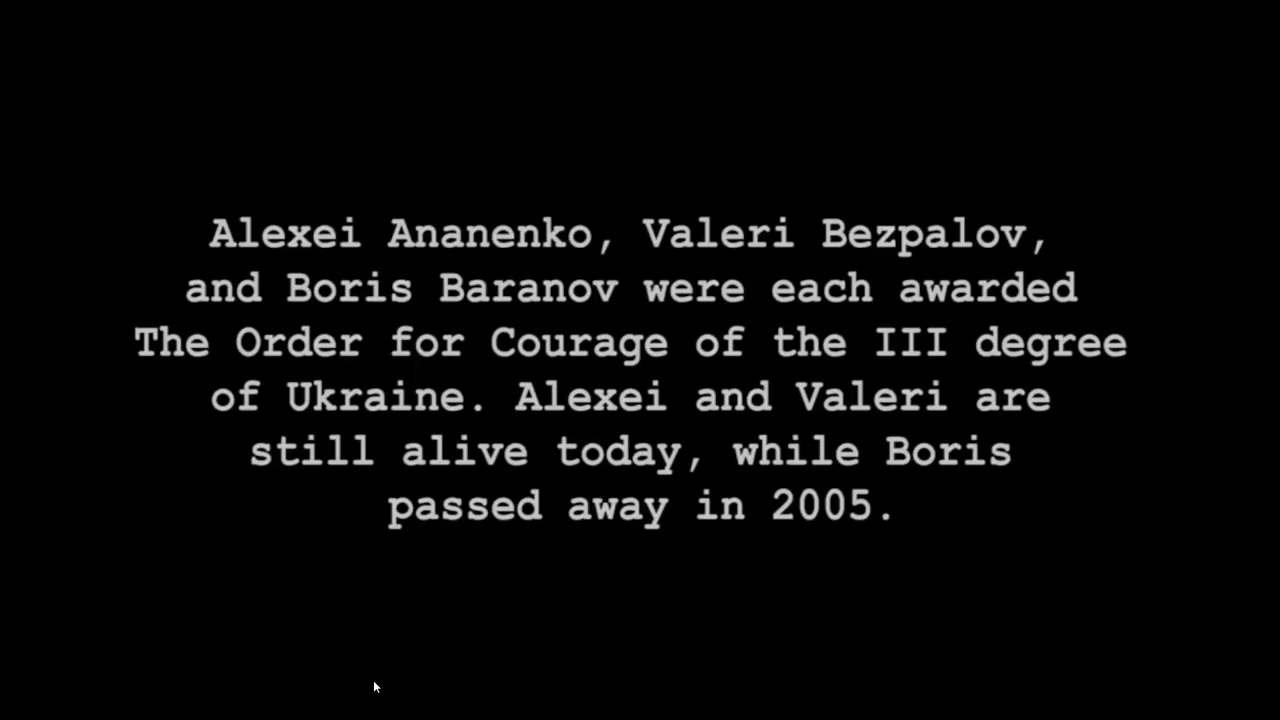 Alexei Ananenko, Valeri Bezpalov,
and Boris Baranov were each awarded
The Order for Courage of the III degree
of Ukraine. Alexei and Valeri are
still alive today, while Boris
passed away in 2005.